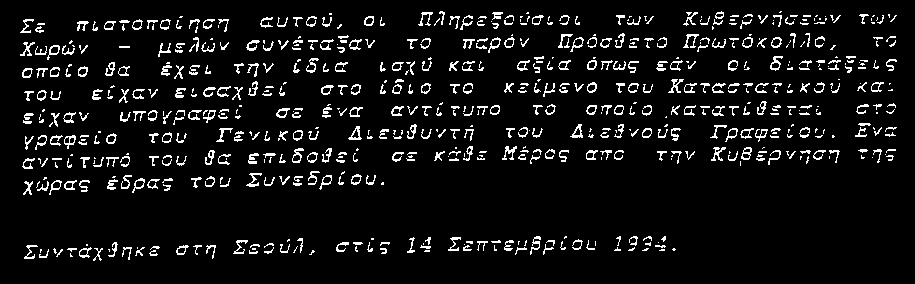 Σε πιστοποίηση αυτού, οι Πληρεξούσιοι των Κυβερνήσεων των
Χωρών – μελών συνέταξαν το παρόν Πρόσθετο Πρωτόκολλο, το
οποίο θα έχει την ίδια ισχύ και αξία όπως εάν οι διατάξεις
του είχαν εισαχθεί στο ίδιο το κείμενο του Καταστατικού και
είχαν υπογραφεί σε ένα αντίτυπο το οποίο κατατίθεται στο
γραφείο του Γενικού Διευθυντή του Διεθνούς Γραφείου. Ενα
αντίτυπό του θα επιδοθεί σε κάθε Μέρος απο την Κυβέρνηση της
χώρας έδρας του Συνεδρίου.
Συντάχθηκε στη Σεούλ, στίς 14 Σεπτεμβρίου 1994.